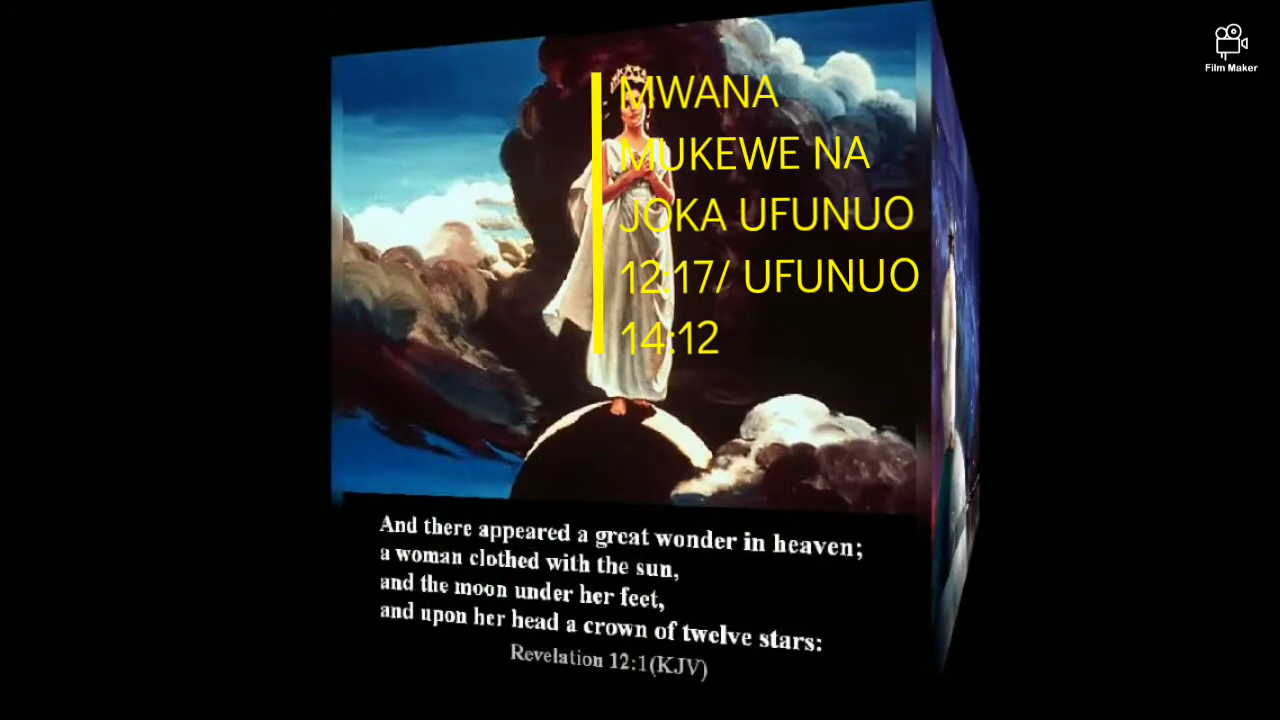 Film Maker
MWANA
MUKEWE NA
JOKA UFUNUO
12:17/ UFUNUO
14:12
And there appeared a great wonder in heaven;
a woman clothed with the sun,
and the moon under her feet,
and upon her head a crown of twelve stars:
Revelation 12:1(KJV)